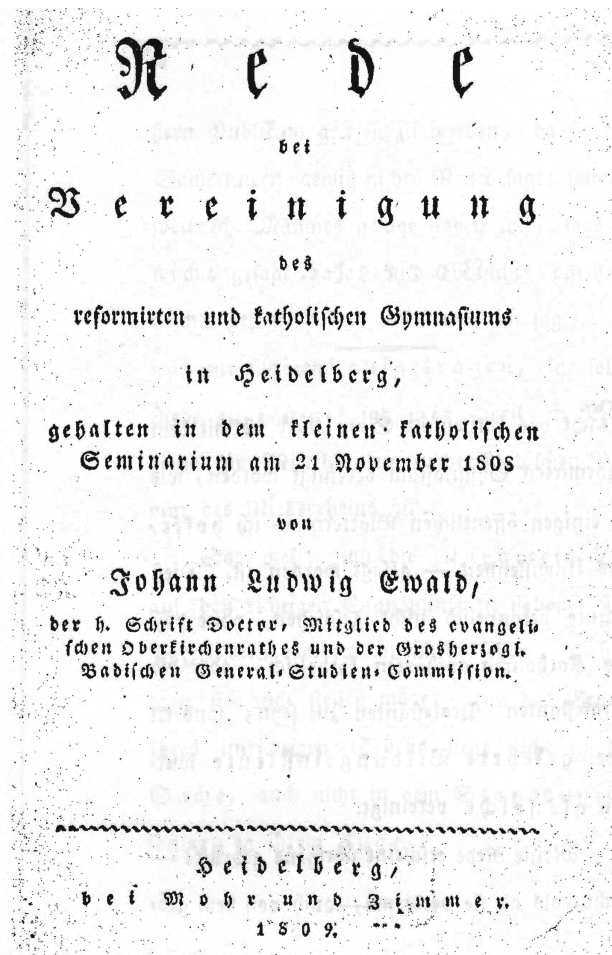 Rede
bei
Vereinigung
des
reformirten und katholischen Gymnasiums
in Heidelberg,
gehalten in dem kleinen katholischen
Seminarium am 21 November 1808
von
Johann Ludwig Ewald,
der h. Schrift Doctor, Mitglied des evangeli-
schen Oberkirchenrathes und der Grosherzogl.
Badischen General-Studien-Commission.
Heidelberg,
bei Mohr und Zimmer.
1809.